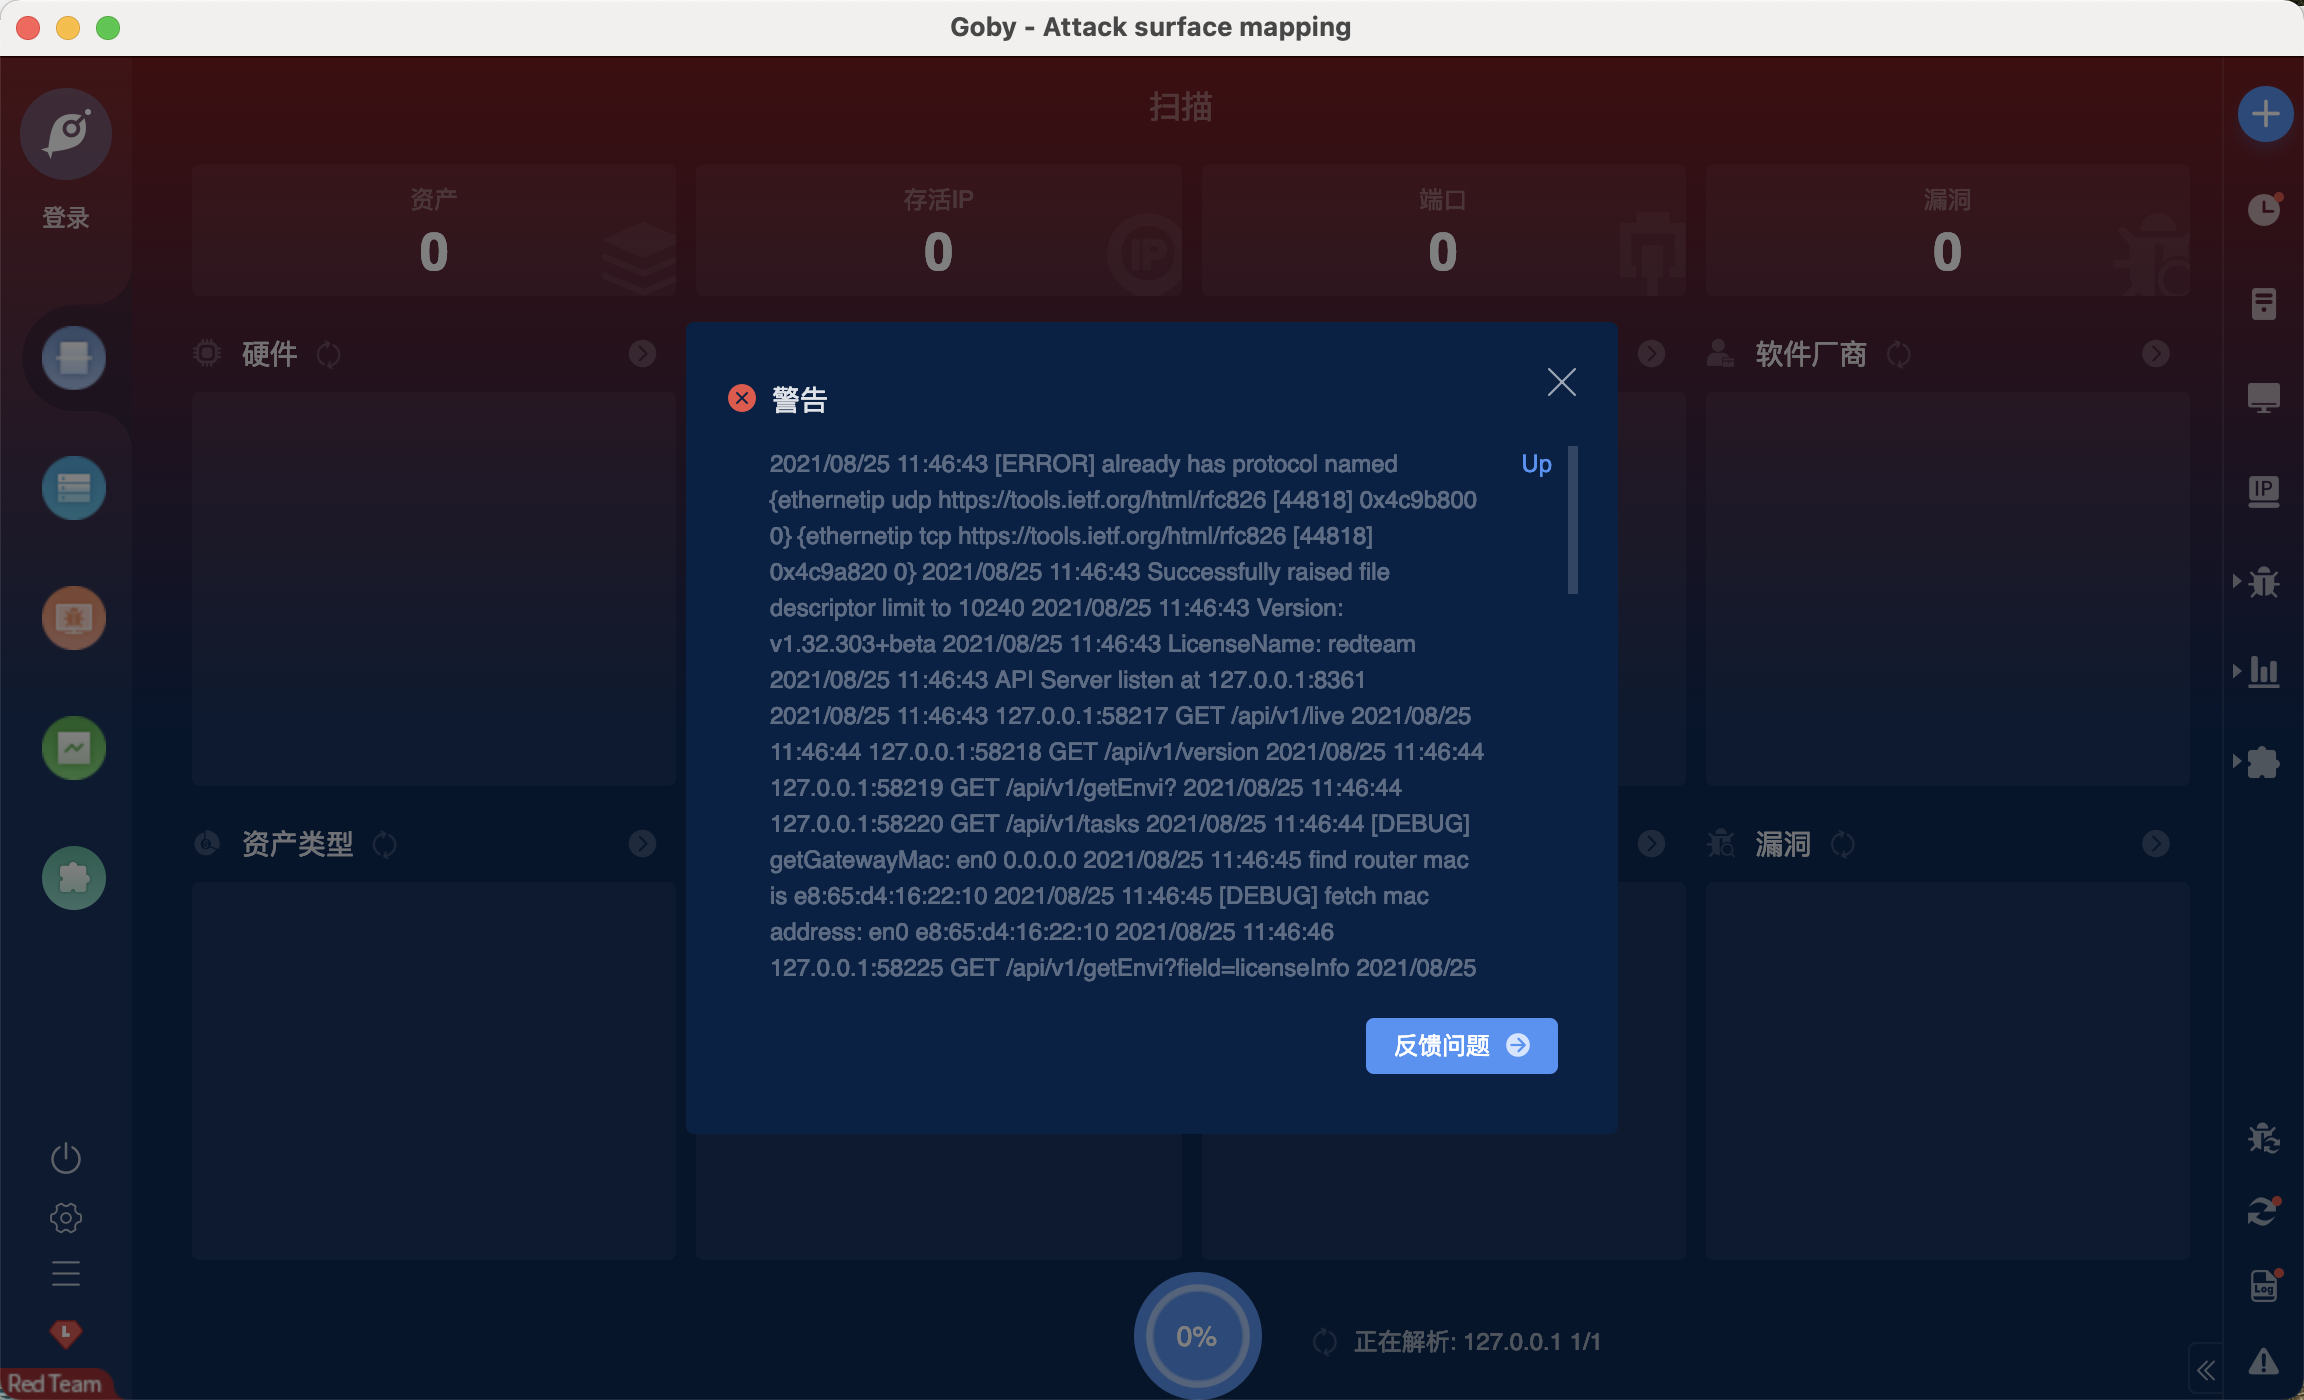 Goby - Attack surface mapping
扫描
登录
资产
0
存活IP
0
IP
端口
0
漏洞
0
硬件
软件厂商
警告
2021/08/25 11:46:43 [ERROR] already has protocol named
Up
{ethernetip udp https://tools.ietf.org/html/rfc826 [44818] 0x4c9b800
0} {ethernetip tcp https://tools.ietf.org/html/rfc826 [44818]
0x4c9a820 0} 2021/08/25 11:46:43 Successfully raised file
descriptor limit to 10240 2021/08/25 11:46:43 Version:
v1.32.303+beta 2021/08/25 11:46:43 LicenseName: redteam
2021/08/25 11:46:43 API Server listen at 127.0.0.1:8361
2021/08/25 11:46:43 127.0.0.1:58217 GET /api/v1/live 2021/08/25
11:46:44 127.0.0.1:58218 GET /api/v1/version 2021/08/25 11:46:44
127.0.0.1:58219 GET /api/v1/getEnvi? 2021/08/25 11:46:44
127.0.0.1:58220 GET /api/v1/tasks 2021/08/25 11:46:44 [DEBUG]
getGatewayMac: en0 0.0.0.0 2021/08/25 11:46:45 find router mac
is e8:65:d4:16:22:10 2021/08/25 11:46:45 [DEBUG] fetch mac
address: en0 e8:65:d4:16:22:10 2021/08/25 11:46:46
127.0.0.1:58225 GET /api/v1/getEnvi?field=licenseInfo 2021/08/25
反馈问题
资产类型
漏洞
IP
Log
0%
正在解析: 127.0.0.1 1/1
Red Team